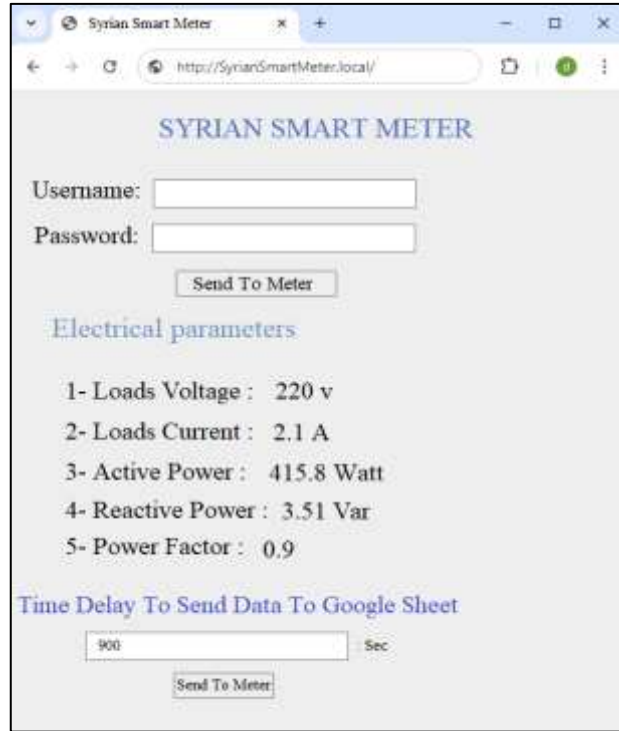 Syrian Smart Meter
http://SyrianSmartMeter.local/
d
SYRIAN SMART METER
Username:
Password:
Send To Meter
Electrical parameters
1- Loads Voltage : 220 v
2- Loads Current : 2.1 A
3- Active Power : 415.8 Watt
4- Reactive Power : 3.51 Var
5- Power Factor : 0.9
Time Delay To Send Data To Google Sheet
900 Sec
Send To Meter